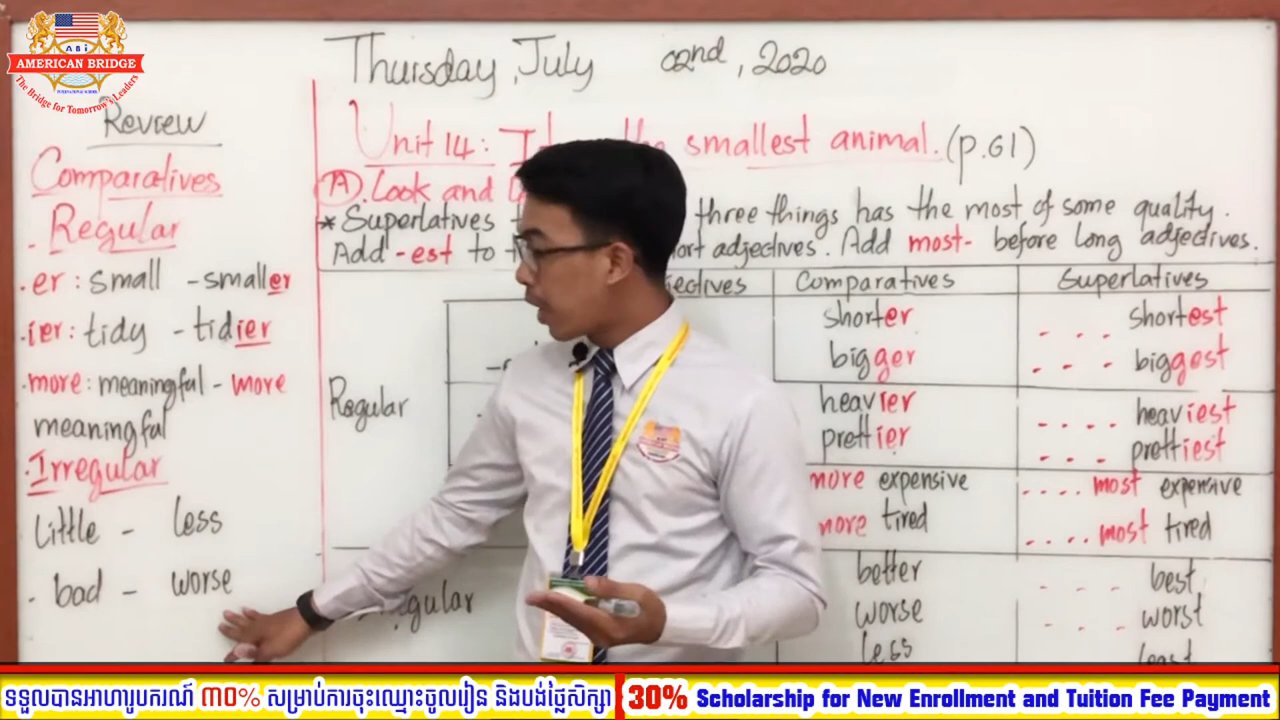 ABi
AMERICAN BRIDGE
INTERNATIONAL SCHOOL
The Bridge for Tomorrow's Leaders
Thursday, July 02nd, 2020
Review
Comparatives
. Regular
. er : small - smaller
. ier : tidy - tidier
. more : meaningful - more
meaningful
. Irregular
little - less
. bad - worse
Unit 14 : smallest animal. (p.61)
(A). Look and
* Superlatives three things has the most of some quality.
Add -est to adjectives. Add most- before long adjectives.
Comparatives Superlatives
Regular
shorter - . . . shortest
bigger . . . . biggest
heavier . . . . heaviest
prettier . . . . prettiest
more expensive . . . . most expensive
more tired . . . . most tired
better - - - best
worse - - - worst
less least
ទទួលបានអាហារូបករណ៍ ៣០% សម្រាប់ការចុះឈ្មោះចូលរៀន និងបង់ថ្លៃសិក្សា
30% Scholarship for New Enrollment and Tuition Fee Payment